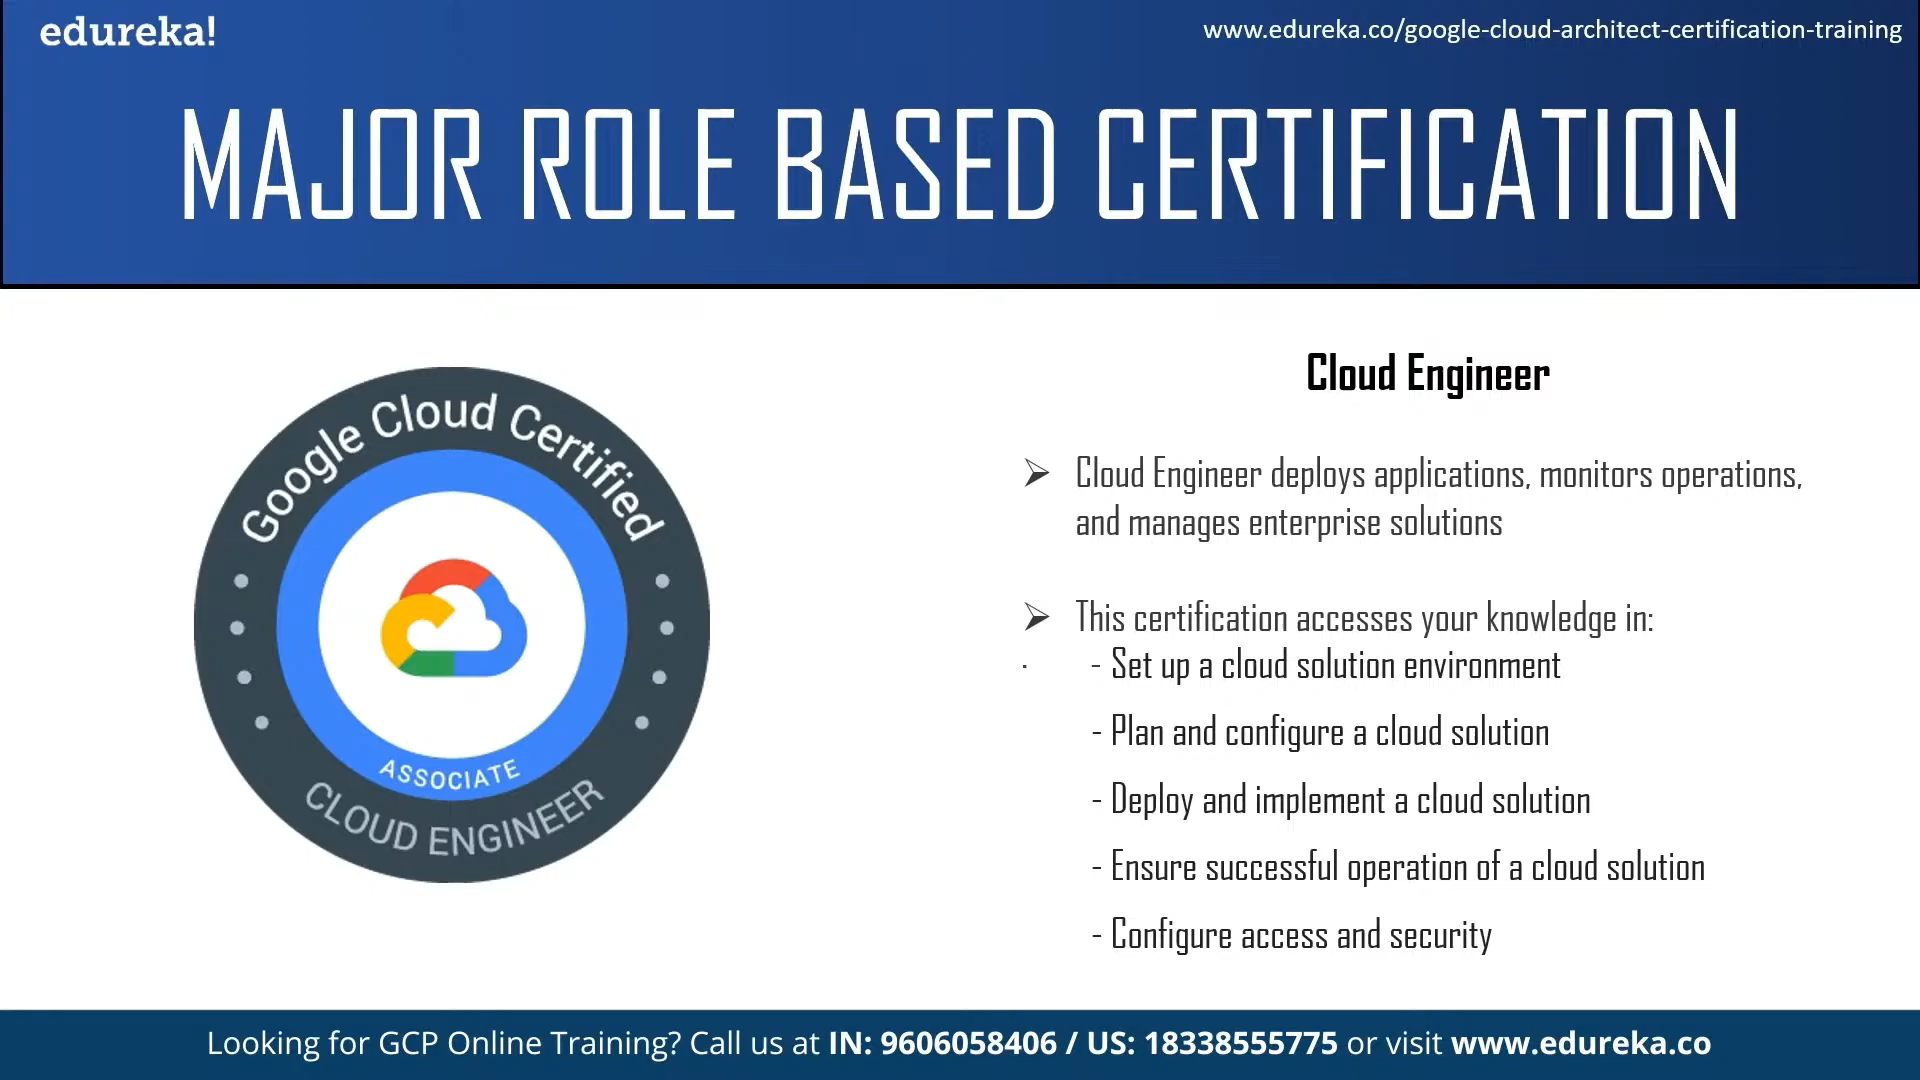 edureka!
www.edureka.co/google-cloud-architect-certification-training
MAJOR ROLE BASED CERTIFICATION
Google Cloud Certified
ASSOCIATE
CLOUD ENGINEER
Cloud Engineer
➢ Cloud Engineer deploys applications, monitors operations,
and manages enterprise solutions
➢ This certification accesses your knowledge in:
- Set up a cloud solution environment
- Plan and configure a cloud solution
- Deploy and implement a cloud solution
- Ensure successful operation of a cloud solution
- Configure access and security
Looking for GCP Online Training? Call us at IN: 9606058406 / US: 18338555775 or visit www.edureka.co